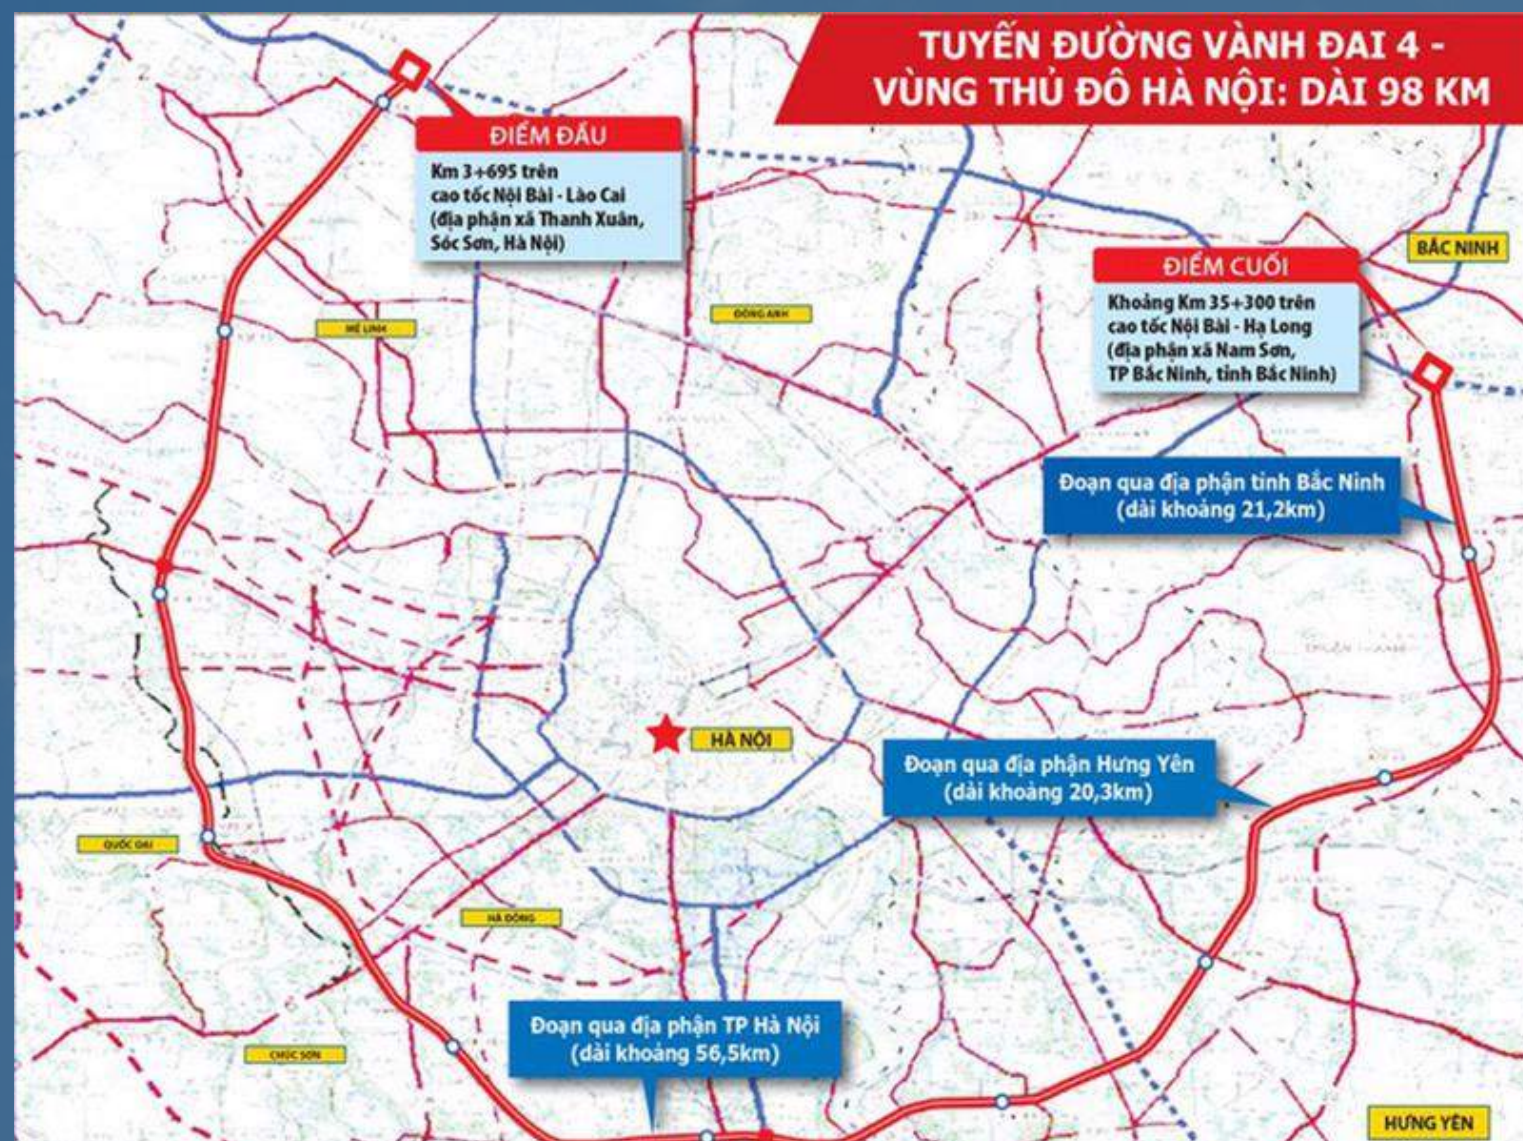 TUYẾN ĐƯỜNG VÀNH ĐAI 4 -
VÙNG THỦ ĐÔ HÀ NỘI: DÀI 98 KM
ĐIỂM ĐẦU
Km 3+695 trên
cao tốc Nội Bài - Lào Cai
(địa phận xã Thanh Xuân,
Sóc Sơn, Hà Nội)
BẮC NINH
ĐIỂM CUỐI
Khoảng Km 35+300 trên
cao tốc Nội Bài - Hạ Long
(địa phận xã Nam Sơn,
TP Bắc Ninh, tỉnh Bắc Ninh)
ĐÔNG ANH
MÊ LINH
Đoạn qua địa phận tỉnh Bắc Ninh
(dài khoảng 21,2km)
HÀ NỘI
Đoạn qua địa phận Hưng Yên
(dài khoảng 20,3km)
QUỐC OAI
HÀ ĐÔNG
Đoạn qua địa phận TP Hà Nội
(dài khoảng 56,5km)
CHÚC SƠN
HƯNG YÊN